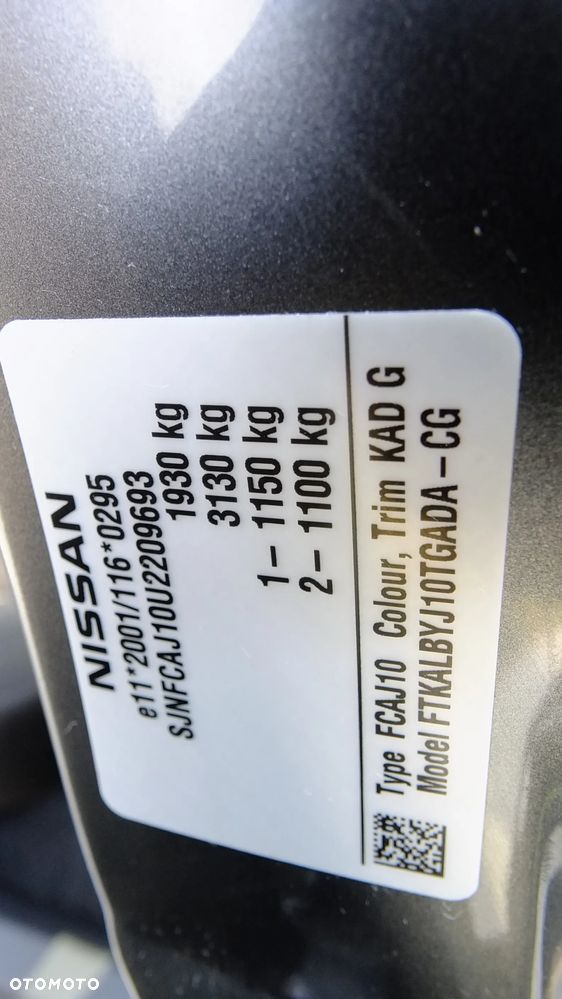 NISSAN
e11*2001/116*0295
SJNFCAJ10U2209693
1930 kg
3130 kg
1– 1150 kg
2– 1100 kg
Type FCAJ10 Colour, Trim KAD G
Model FTKALBYJ10TGADA–CG
OTOMOTO